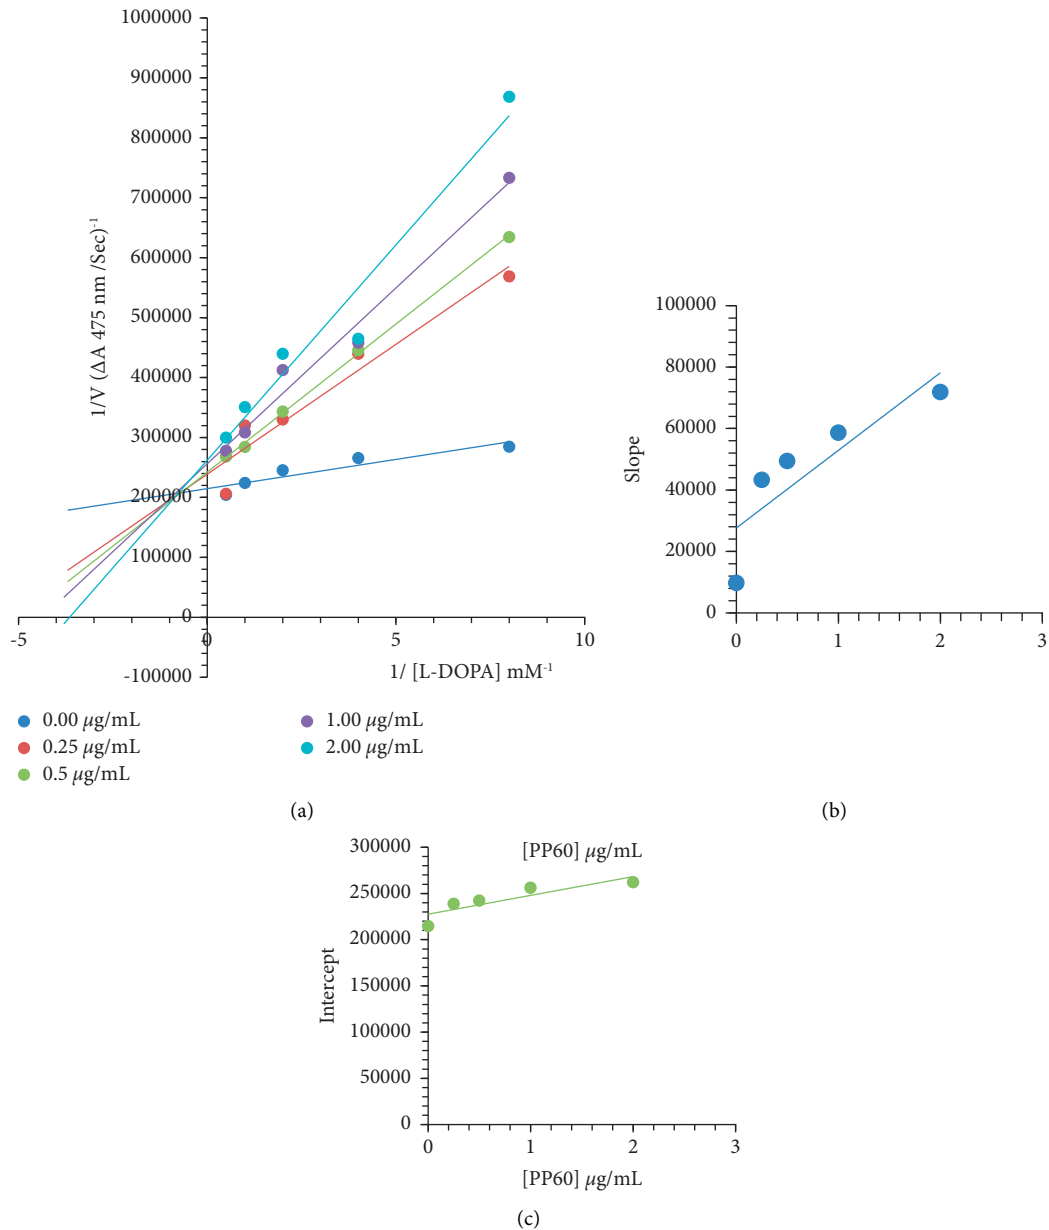 1000000
900000
800000
700000
600000
500000
400000
300000
200000
100000
0
-100000
1/V (ΔA 475 nm /Sec)⁻¹
-5
0
5
10
1/ [L-DOPA] mM⁻¹
0.00 µg/mL
0.25 µg/mL
0.5 µg/mL
1.00 µg/mL
2.00 µg/mL
(a)
100000
80000
60000
40000
20000
0
Slope
0
1
2
3
(b)
[PP60] µg/mL
300000
250000
200000
150000
100000
50000
0
Intercept
0
1
2
3
[PP60] µg/mL
(c)